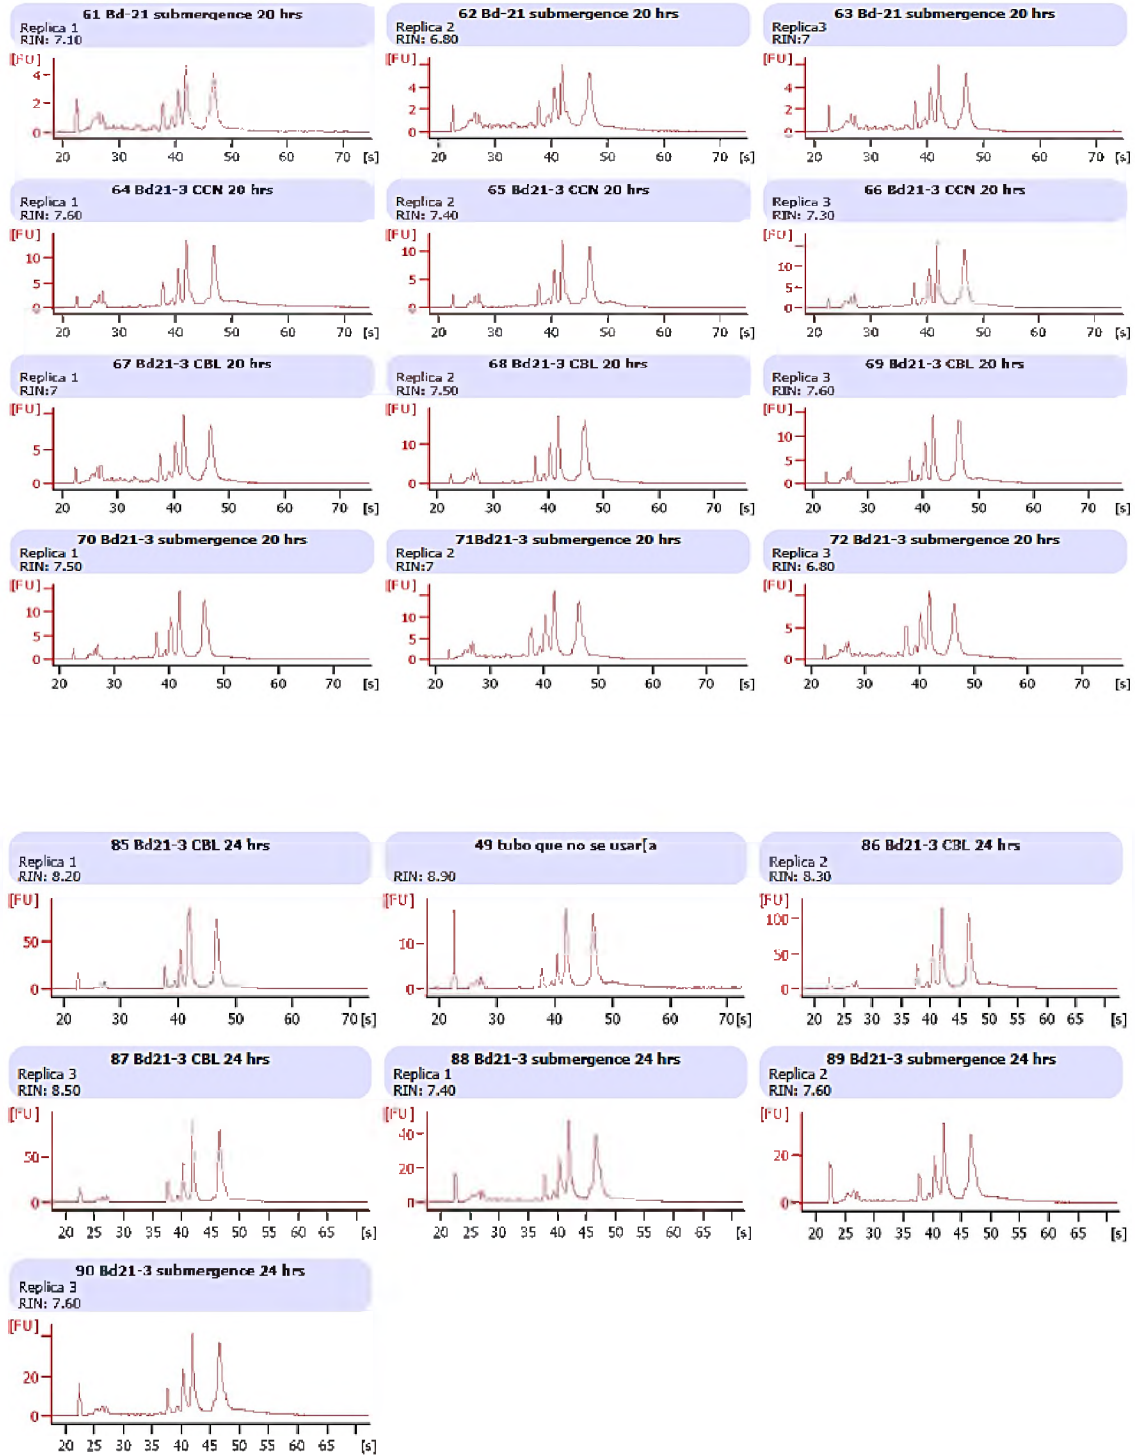 61 Bd-21 submergence 20 hrs
Replica 1
RIN: 7.10
[FU]
4
2
0
20 30 40 50 60 70 [s]
62 Bd-21 submergence 20 hrs
Replica 2
RIN: 6.80
[FU]
4
2
0
20 30 40 50 60 70 [s]
63 Bd-21 submergence 20 hrs
Replica3
RIN:7
[FU]
4
2
0
20 30 40 50 60 70 [s]
64 Bd21-3 CCN 20 hrs
Replica 1
RIN: 7.60
[FU]
10
5
0
20 30 40 50 60 70 [s]
65 Bd21-3 CCN 20 hrs
Replica 2
RIN: 7.40
[FU]
10
5
0
20 30 40 50 60 70 [s]
66 Bd21-3 CCN 20 hrs
Replica 3
RIN: 7.30
[FU]
10
5
0
20 30 40 50 60 70 [s]
67 Bd21-3 CBL 20 hrs
Replica 1
RIN:7
[FU]
5
0
20 30 40 50 60 70 [s]
68 Bd21-3 CBL 20 hrs
Replica 2
RIN: 7.50
[FU]
10
0
20 30 40 50 60 70 [s]
69 Bd21-3 CBL 20 hrs
Replica 3
RIN: 7.60
[FU]
10
5
0
20 30 40 50 60 70 [s]
70 Bd21-3 submergence 20 hrs
Replica 1
RIN: 7.50
[FU]
10
5
0
20 30 40 50 60 70 [s]
71Bd21-3 submergence 20 hrs
Replica 2
RIN:7
[FU]
10
5
0
20 30 40 50 60 70 [s]
72 Bd21-3 submergence 20 hrs
Replica 3
RIN: 6.80
[FU]
5
0
20 30 40 50 60 70 [s]
85 Bd21-3 CBL 24 hrs
Replica 1
RIN: 8.20
[FU]
50
0
20 30 40 50 60 70[s]
49 tubo que no se usar[a
RIN: 8.90
[FU]
10
0
20 30 40 50 60 70[s]
86 Bd21-3 CBL 24 hrs
Replica 2
RIN: 8.30
[FU]
100
50
0
20 25 30 35 40 45 50 55 60 65 [s]
87 Bd21-3 CBL 24 hrs
Replica 3
RIN: 8.50
[FU]
50
0
20 25 30 35 40 45 50 55 60 65 [s]
88 Bd21-3 submergence 24 hrs
Replica 1
RIN: 7.40
[FU]
40
20
0
20 25 30 35 40 45 50 55 60 65 [s]
89 Bd21-3 submergence 24 hrs
Replica 2
RIN: 7.60
[FU]
20
0
20 25 30 35 40 45 50 55 60 65 [s]
90 Bd21-3 submergence 24 hrs
Replica 3
RIN: 7.60
[FU]
20
0
20 25 30 35 40 45 50 55 60 65 [s]